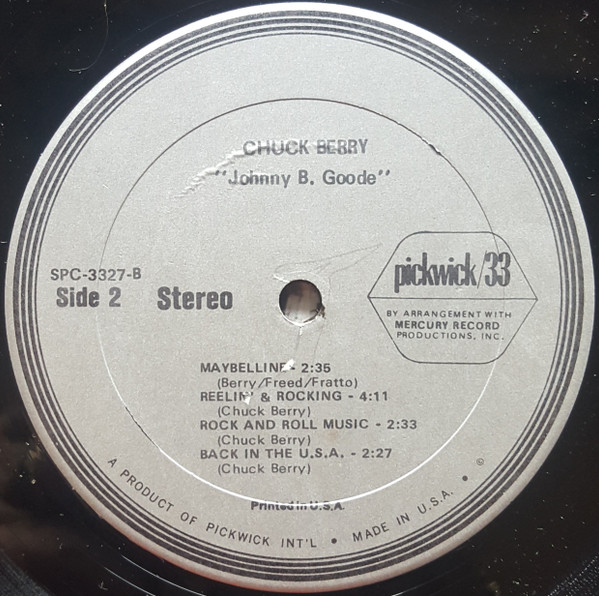 CHUCK BERRY
"Johnny B. Goode"
SPC-3327-B
Side 2 Stereo
pickwick/33
BY ARRANGEMENT WITH
MERCURY RECORD
PRODUCTIONS, INC.
MAYBELLINE - 2:35
(Berry/Freed/Fratto)
REELIN' & ROCKING - 4:11
(Chuck Berry)
ROCK AND ROLL MUSIC - 2:33
(Chuck Berry)
BACK IN THE U.S.A. - 2:27
(Chuck Berry)
Printed in U.S.A.
A PRODUCT OF PICKWICK INT'L • MADE IN U.S.A. • ©